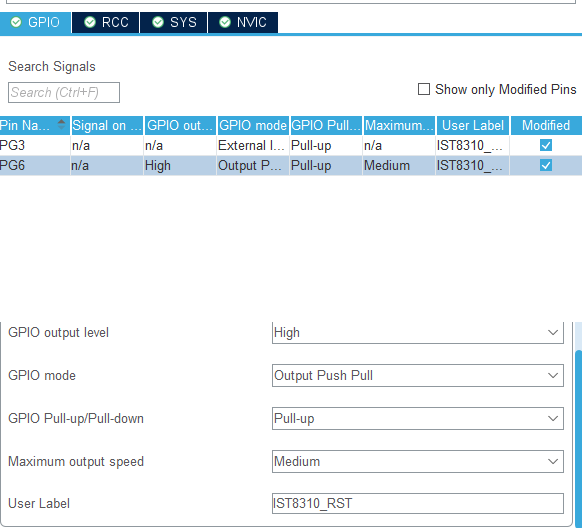 GPIO RCC SYS NVIC
Search Signals
Search (Ctrl+F)
Show only Modified Pins
Pin Na... Signal on ... GPIO out... GPIO mode GPIO Pull... Maximum... User Label Modified
PG3 n/a n/a External I... Pull-up n/a IST8310_...
PG6 n/a High Output P... Pull-up Medium IST8310_...
GPIO output level High
GPIO mode Output Push Pull
GPIO Pull-up/Pull-down Pull-up
Maximum output speed Medium
User Label IST8310_RST